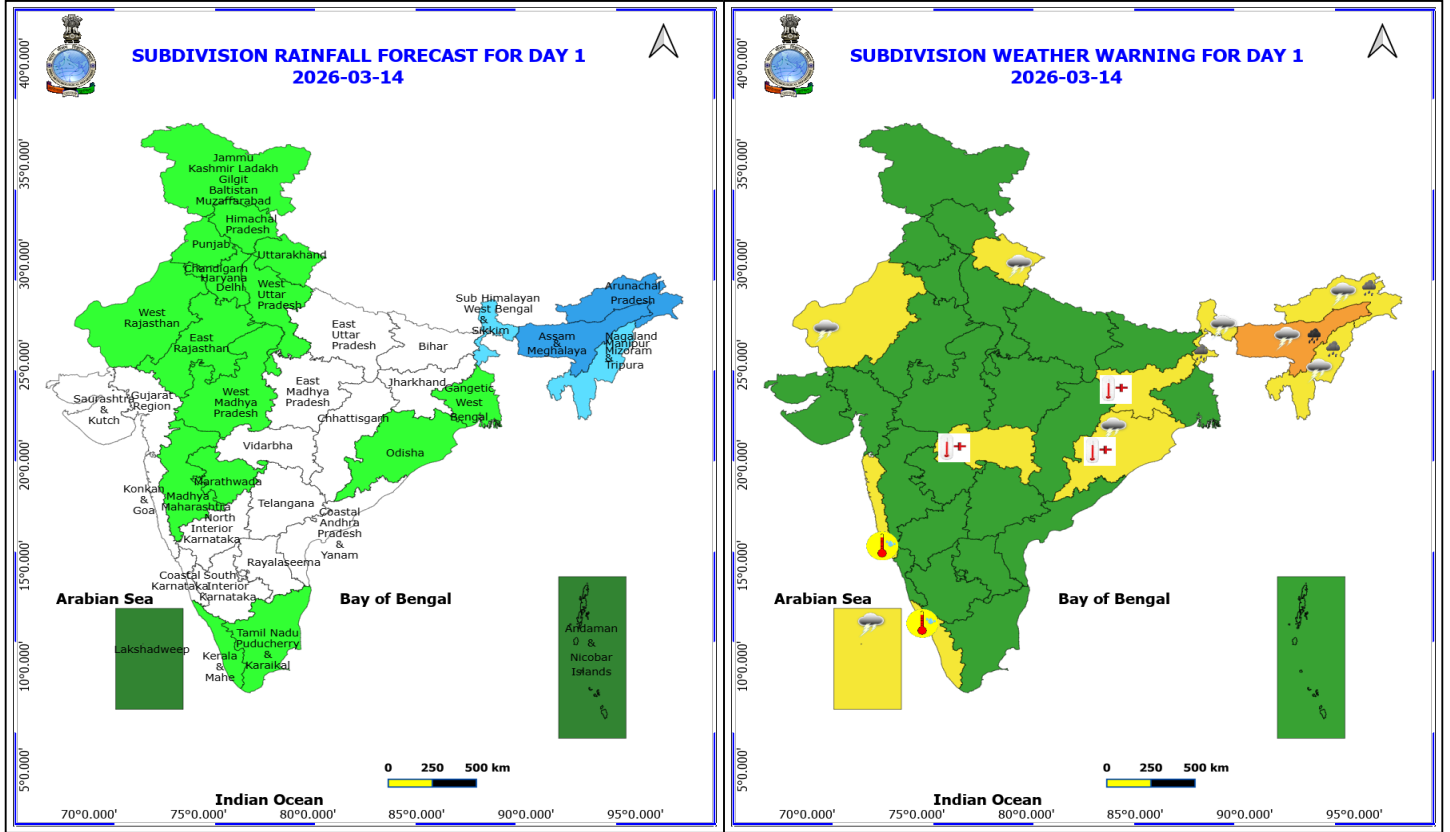 SUBDIVISION RAINFALL FORECAST FOR DAY 1
2026-03-14
40°0.000'
35°0.000'
30°0.000'
25°0.000'
20°0.000'
15°0.000'
10°0.000'
5°0.000'
Jammu
Kashmir Ladakh
Gilgit
Baltistan
Muzaffarabad
Himachal
Pradesh
Punjab
Uttarakhand
Chandigarh
Haryana
Delhi
West
Uttar
Pradesh
West
Rajasthan
East
Rajasthan
East
Uttar
Pradesh
Bihar
Sub Himalayan
West Bengal
&
Sikkim
Arunachal
Pradesh
Assam
&
Meghalaya
Nagaland
Manipur
Mizoram
&
Tripura
Saurashtra
&
Kutch
Gujarat
Region
West
Madhya
Pradesh
East
Madhya
Pradesh
Jharkhand
Gangetic
West
Bengal
Chhattisgarh
Odisha
Vidarbha
Marathwada
Madhya
Maharashtra
Konkan
&
Goa
Telangana
North
Interior
Karnataka
Coastal
Andhra
Pradesh
&
Yanam
Rayalaseema
Coastal
Karnataka
South
Interior
Karnataka
Tamil Nadu
Puducherry
&
Karaikal
Kerala
&
Mahe
Lakshadweep
Andaman
&
Nicobar
Islands
Arabian Sea
Bay of Bengal
0 250 500 km
Indian Ocean
70°0.000' 75°0.000' 80°0.000' 85°0.000' 90°0.000' 95°0.000'
SUBDIVISION WEATHER WARNING FOR DAY 1
2026-03-14
40°0.000'
35°0.000'
30°0.000'
25°0.000'
20°0.000'
15°0.000'
10°0.000'
5°0.000'
Arabian Sea
Bay of Bengal
0 250 500 km
Indian Ocean
70°0.000' 75°0.000' 80°0.000' 85°0.000' 90°0.000' 95°0.000'